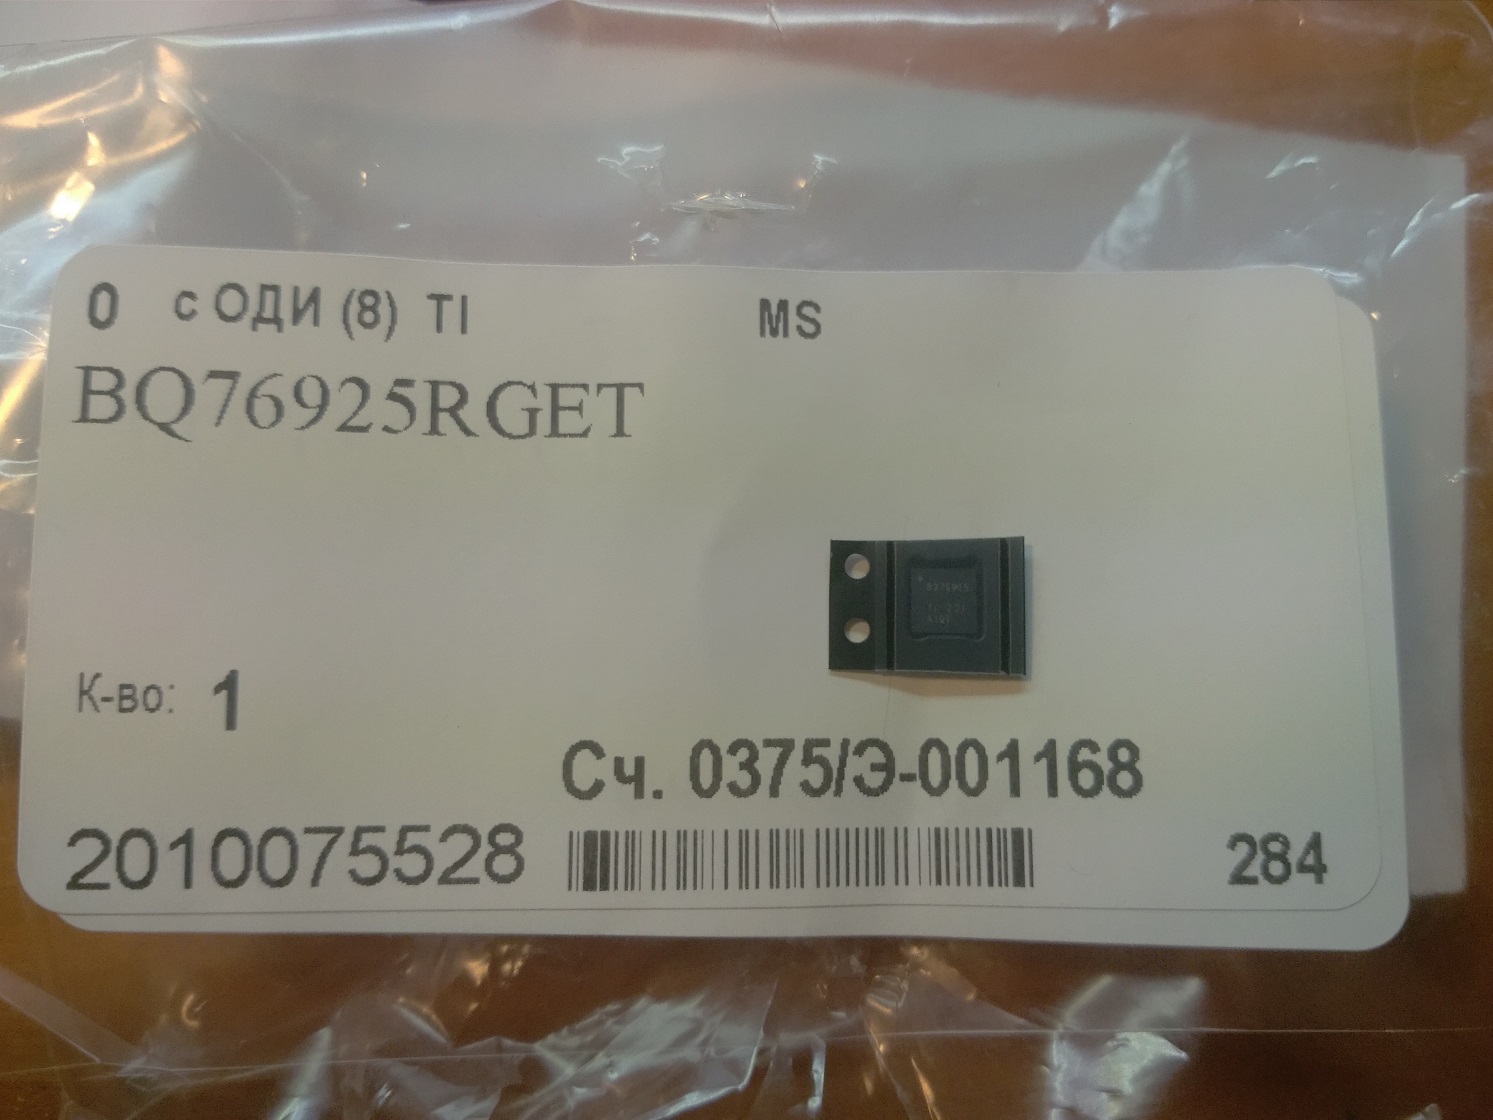 0 с ОДИ (8) TI MS
BQ76925RGET
К-во: 1
Сч. 0375/Э-001168
2010075528 284